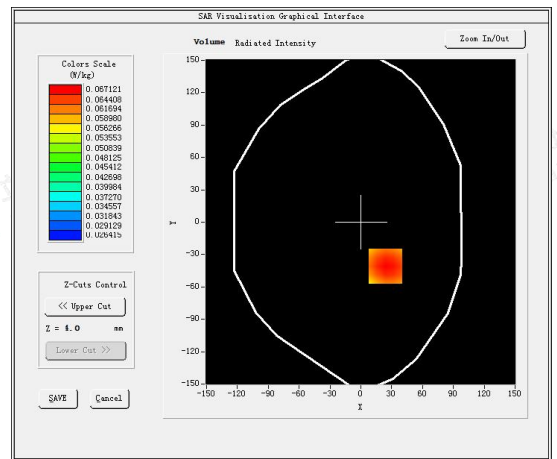 SAR Visualisation Graphical Interface
Volume Radiated Intensity
Zoom In/Out
Colors Scale
(W/kg)
0.067121
0.064408
0.061694
0.058980
0.056266
0.053553
0.050839
0.048125
0.045412
0.042698
0.039984
0.037270
0.034557
0.031843
0.029129
0.026415
Z-Cuts Control
<< Upper Cut
Z = 4.0 mm
Lower Cut >>
SAVE Cancel
150
120
90
60
30
0
-30
-60
-90
-120
-150
Y
-150 -120 -90 -60 -30 0 30 60 90 120 150
X